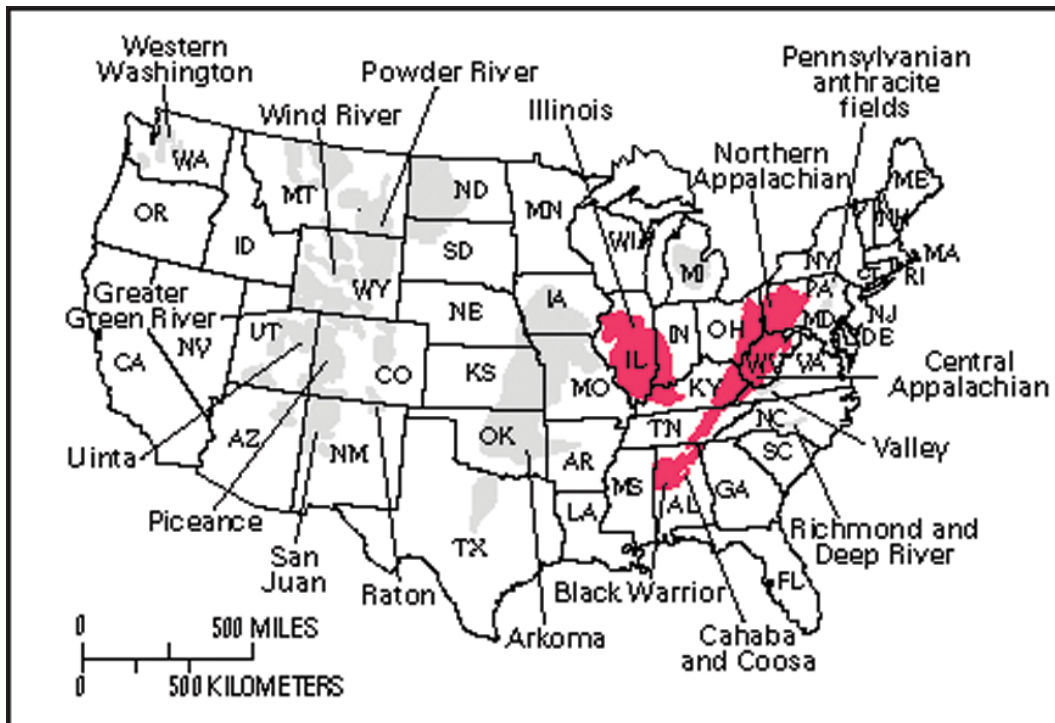 Western
Washington
Powder River
Wind River
Illinois
Pennsylvanian
anthracite
fields
Northern
Appalachian
WA
MT
ND
MN
ME
OR
ID
SD
WI
MI
NY
NH
MA
CT
RI
WY
NE
IA
PA
NJ
Greater
Green River
NV
UT
CO
IL
IN
OH
MD
DE
CA
KS
MO
KY
WV
VA
Central
Appalachian
AZ
NM
OK
AR
TN
NC
SC
Valley
Uinta
Piceance
San
Juan
Raton
TX
LA
MS
AL
GA
FL
Richmond and
Deep River
Arkoma
Black Warrior
Cahaba
and Coosa
0 500 MILES
0 500 KILOMETERS